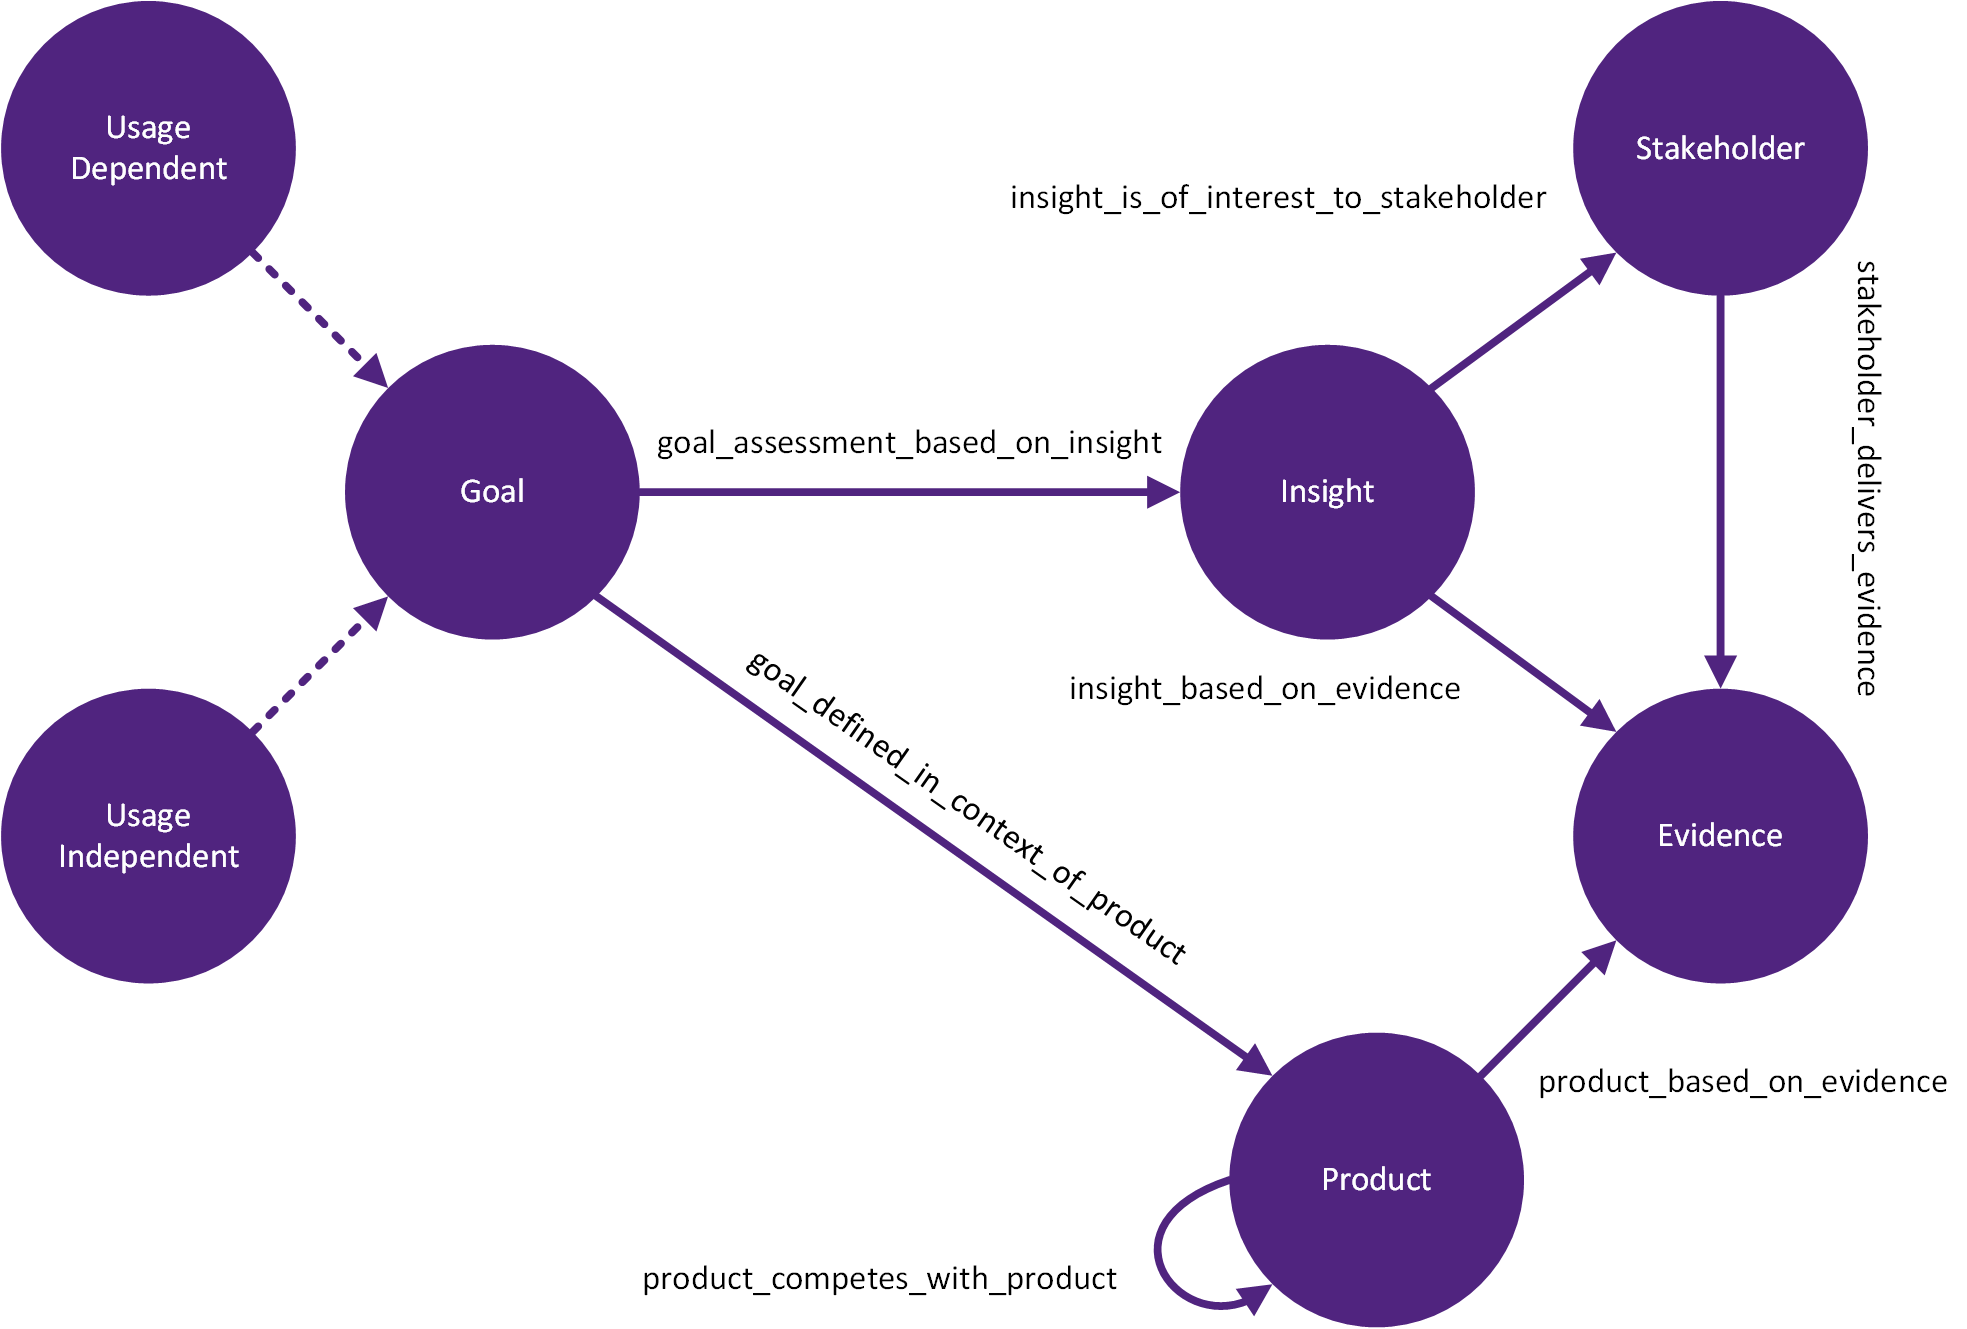 Usage
Dependent
Stakeholder
insight_is_of_interest_to_stakeholder
stakeholder_delivers_evidence
goal_assessment_based_on_insight
Goal
Insight
goal_defined_in_context_of_product
insight_based_on_evidence
Usage
Independent
Evidence
product_based_on_evidence
Product
product_competes_with_product